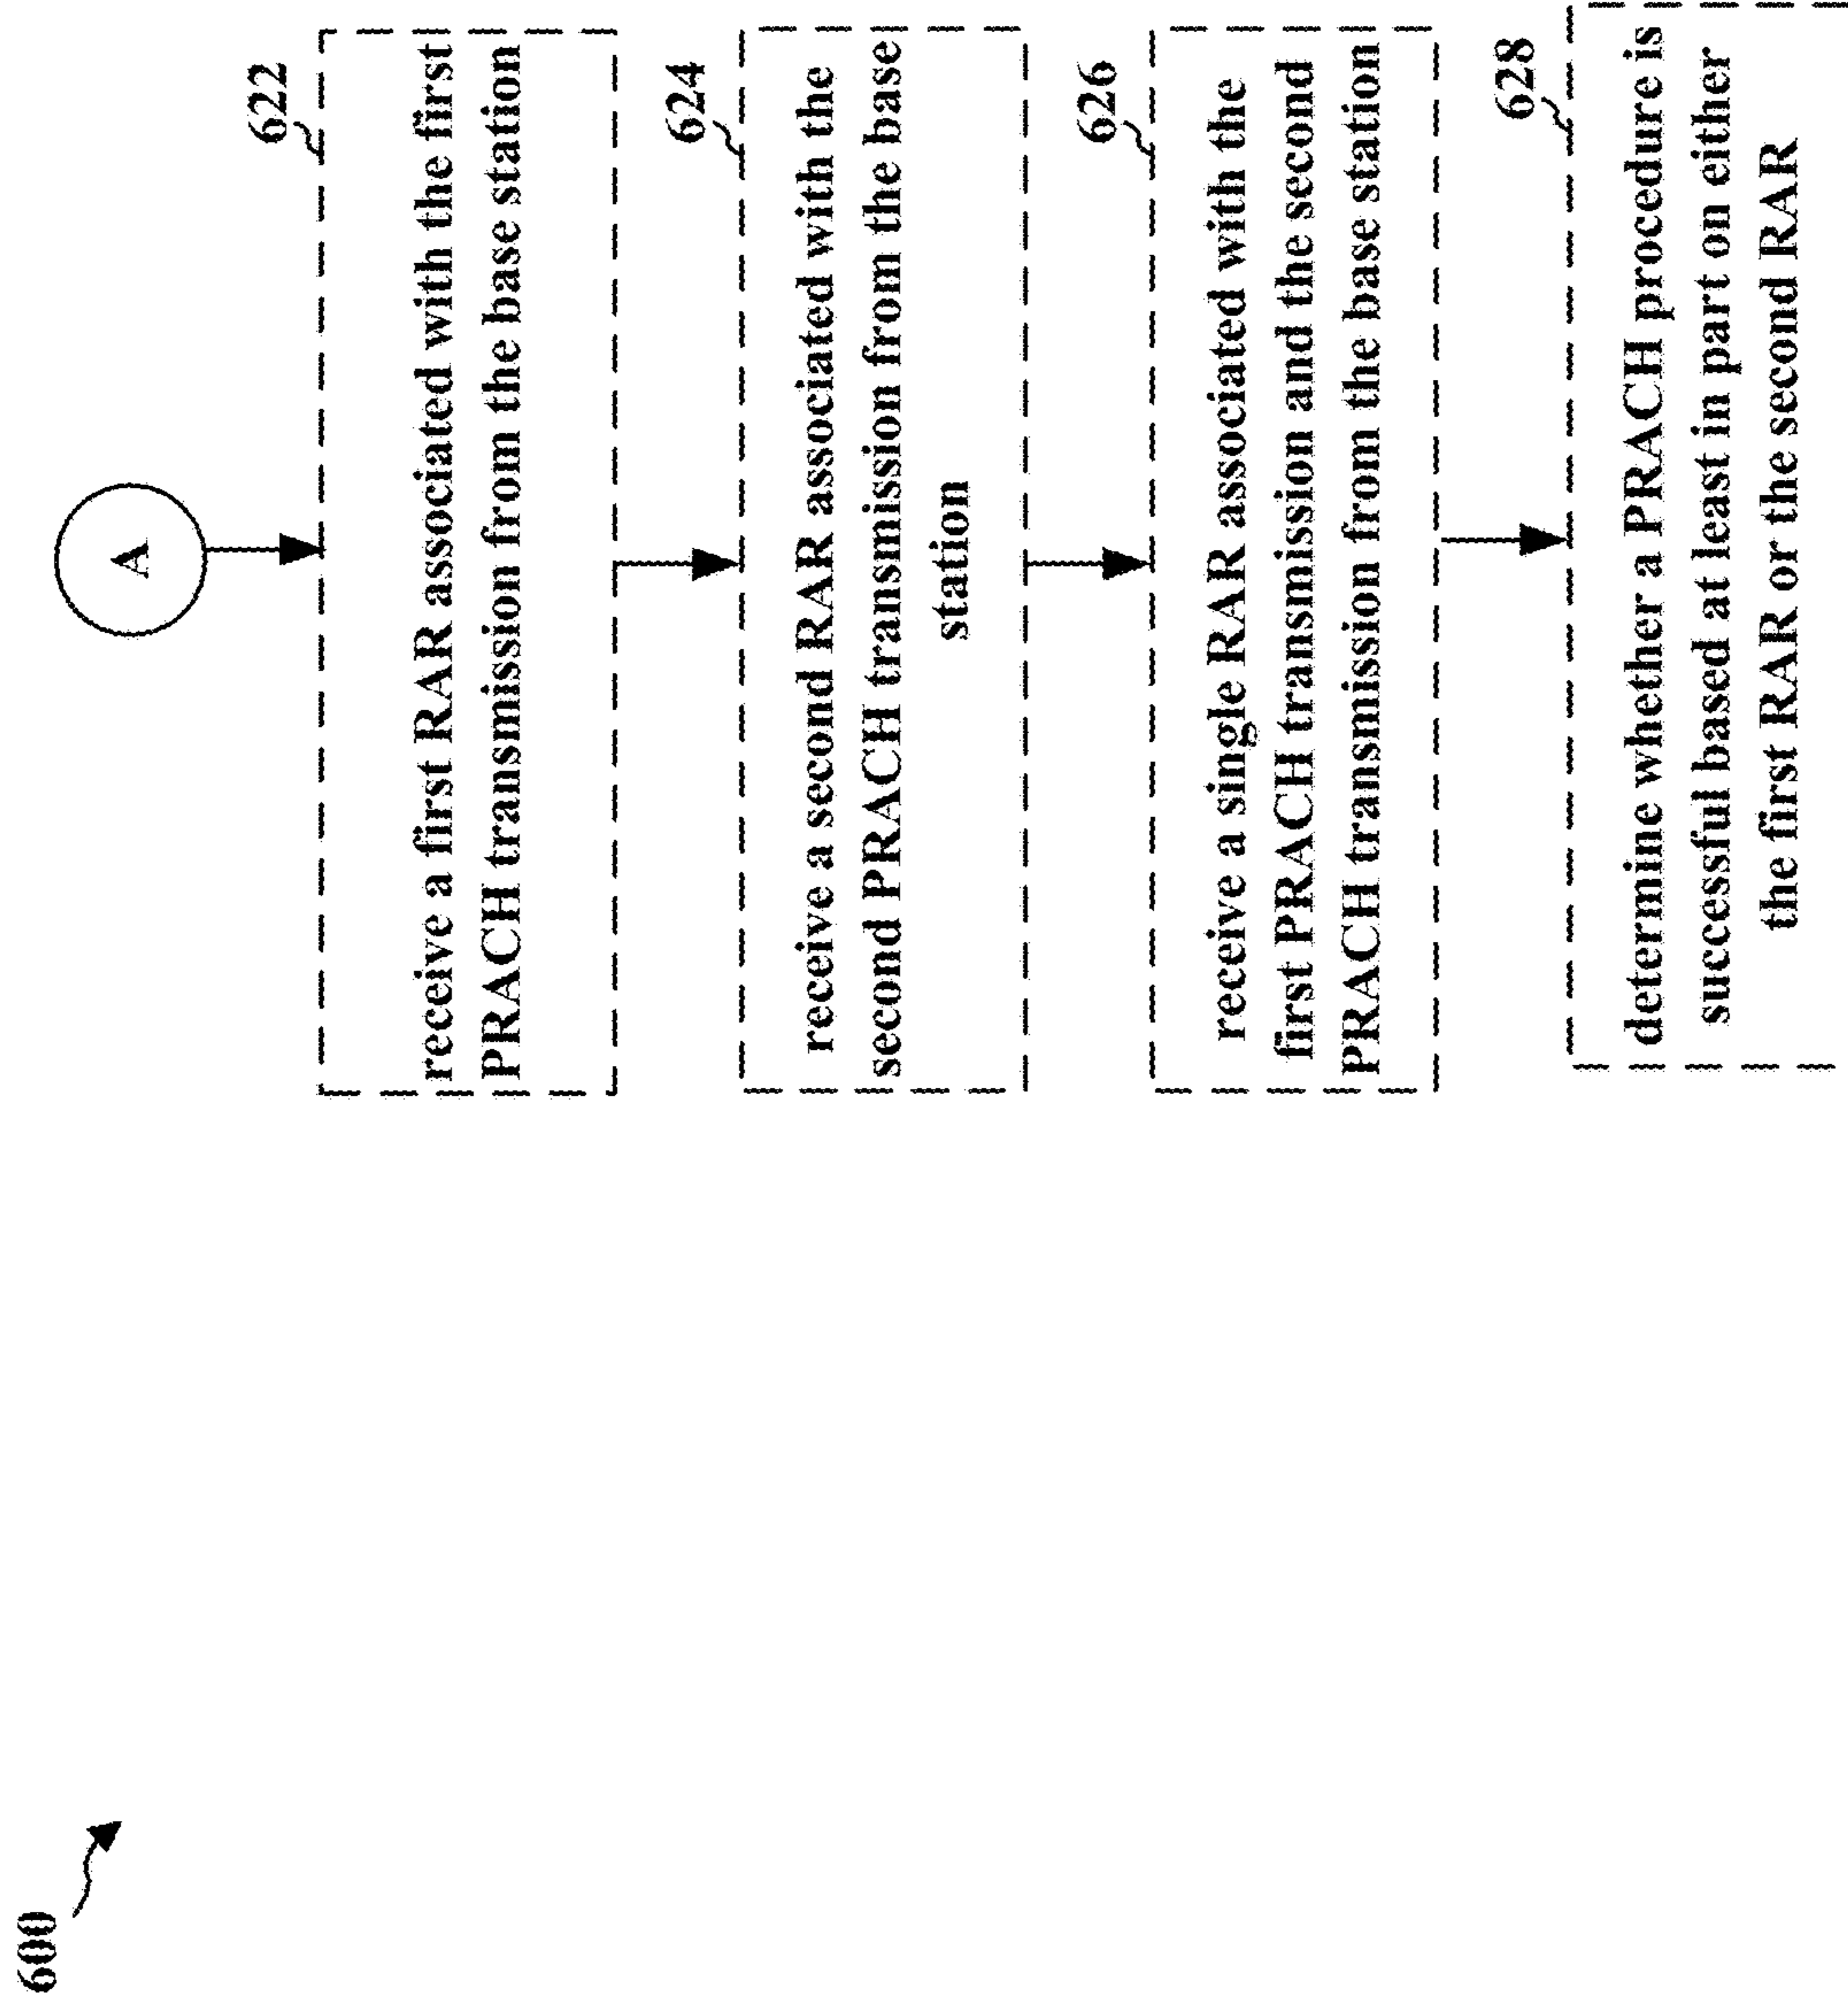 600
A
622
receive a first RAR associated with the first
PRACH transmission from the base station
624
receive a second RAR associated with the
second PRACH transmission from the base
station
626
receive a single RAR associated with the
first PRACH transmission and the second
PRACH transmission from the base station
628
determine whether a PRACH procedure is
successful based at least in part on either
the first RAR or the second RAR